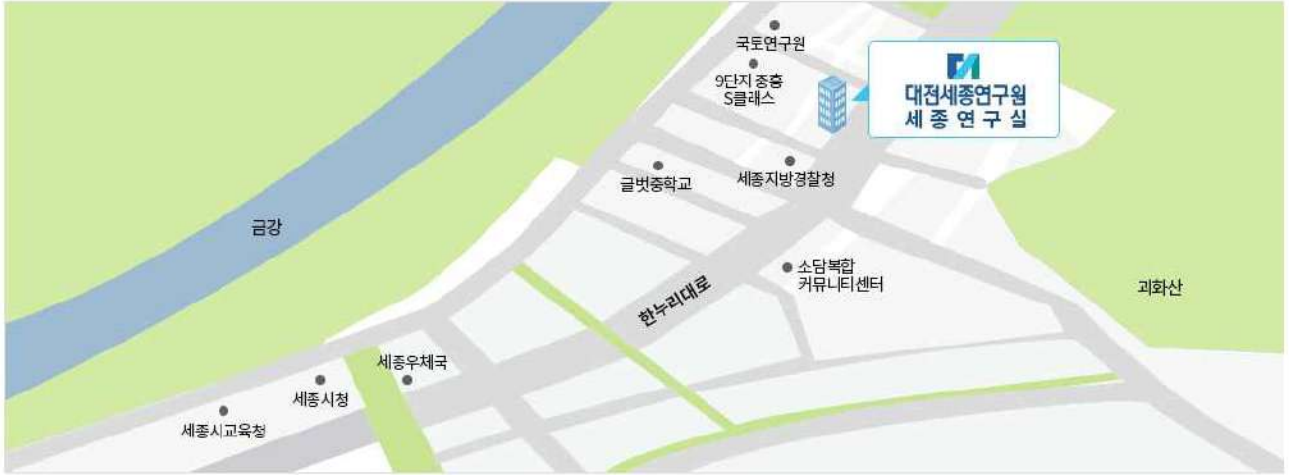 국토연구원
9단지 중흥
S클래스
대전세종연구원
세종연구실
글벗중학교
세종지방경찰청
금강
소담복합
커뮤니티센터
한누리대로
괴화산
세종우체국
세종시청
세종시교육청